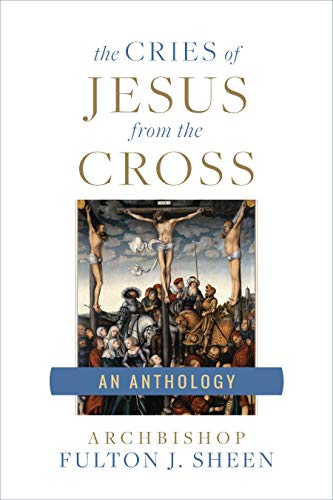 the CRIES of
JESUS
from the
CROSS
AN ANTHOLOGY
ARCHBISHOP
FULTON J. SHEEN